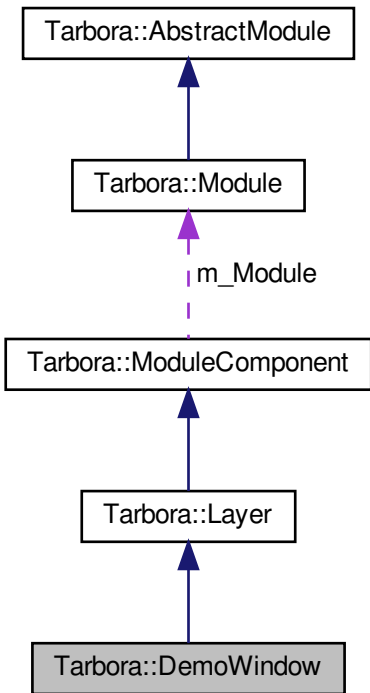 Tarbora::AbstractModule
Tarbora::Module
m_Module
Tarbora::ModuleComponent
Tarbora::Layer
Tarbora::DemoWindow